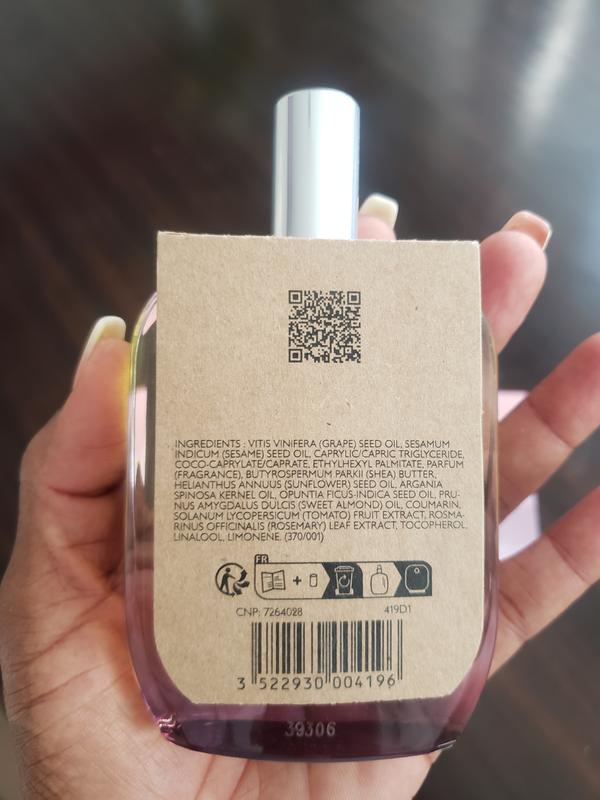 INGREDIENTS : VITIS VINIFERA (GRAPE) SEED OIL, SESAMUM
INDICUM (SESAME) SEED OIL, CAPRYLIC/CAPRIC TRIGLYCERIDE,
COCO-CAPRYLATE/CAPRATE, ETHYLHEXYL PALMITATE, PARFUM
(FRAGRANCE), BUTYROSPERMUM PARKII (SHEA) BUTTER,
HELIANTHUS ANNUUS (SUNFLOWER) SEED OIL, ARGANIA
SPINOSA KERNEL OIL, OPUNTIA FICUS-INDICA SEED OIL, PRU-
NUS AMYGDALUS DULCIS (SWEET ALMOND) OIL, COUMARIN,
SOLANUM LYCOPERSICUM (TOMATO) FRUIT EXTRACT, ROSMA-
RINUS OFFICINALIS (ROSEMARY) LEAF EXTRACT, TOCOPHEROL,
LINALOOL, LIMONENE. (370/001)
FR
CNP: 7264028 419D1
3 522930 004196
39306